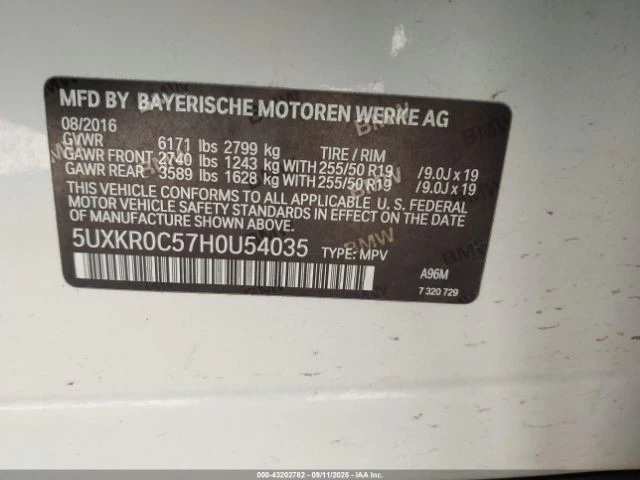 MFD BY BAYERISCHE MOTOREN WERKE AG
08/2016
GVWR 6171 lbs 2799 kg TIRE / RIM
GAWR FRONT 2740 lbs 1243 kg WITH 255/50 R19 / 9.0J x 19
GAWR REAR 3589 lbs 1628 kg WITH 255/50 R19 / 9.0J x 19
THIS VEHICLE CONFORMS TO ALL APPLICABLE U. S. FEDERAL
MOTOR VEHICLE SAFETY STANDARDS IN EFFECT ON THE DATE
OF MANUFACTURE ABOVE.
5UXKR0C57H0U54035 TYPE: MPV
A96M
7 320 729
BMW
000-43202782 - 09/11/2025 - IAAI.CA